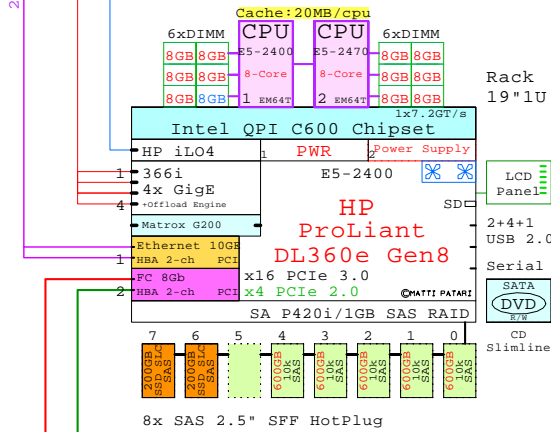 2
Cache:20MB/cpu
6xDIMM
CPU
CPU
6xDIMM
8GB 8GB
E5-2400
E5-2470
8GB 8GB
8GB 8GB
8-Core
8-Core
8GB 8GB
8GB 8GB
1 EM64T
2 EM64T
8GB 8GB
Rack
19"1U
1x7.2GT/s
Intel QPI C600 Chipset
HP iLO4
1 PWR 2
Power Supply
1 366i
E5-2400
4x GigE
4 +Offload Engine
LCD
Panel
HP
ProLiant
DL360e Gen8
SD
Matrox G200
2+4+1
USB 2.0
Ethernet 10GB
1 HBA 2-ch PCI
Serial
FC 8Gb
2 HBA 2-ch PCI
x16 PCIe 3.0
x4 PCIe 2.0
©MATTI PATARI
SATA
DVD
R/W
SA P420i/1GB SAS RAID
CD
Slimline
7 6 5 4 3 2 1 0
200GB
SSD SLC
SAS
200GB
SSD SLC
SAS
600GB
10k
SAS
600GB
10k
SAS
600GB
10k
SAS
600GB
10k
SAS
600GB
10k
SAS
8x SAS 2.5" SFF HotPlug